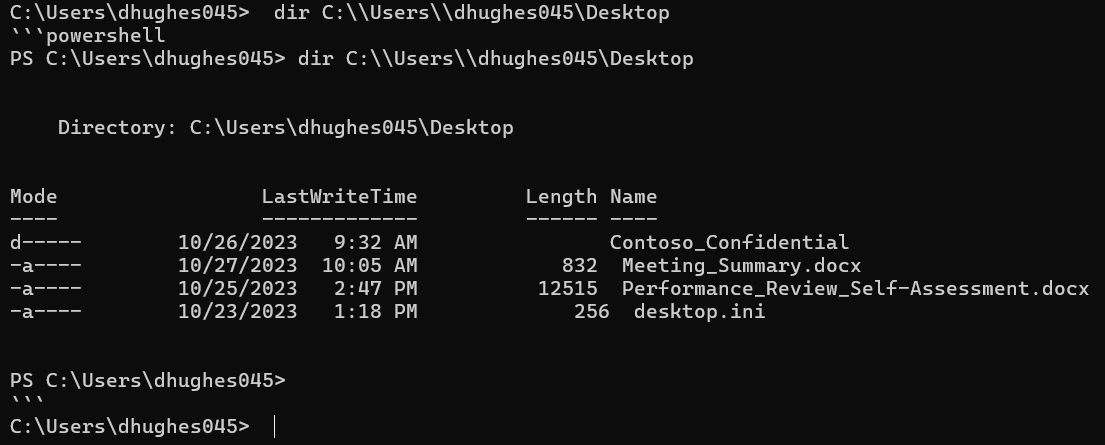 C:\Users\dhughes045>  dir C:\\Users\\dhughes045\Desktop
```powershell
PS C:\Users\dhughes045> dir C:\\Users\\dhughes045\Desktop
    Directory: C:\Users\dhughes045\Desktop
Mode                 LastWriteTime         Length Name
----                 -------------         ------ ----
d-----        10/26/2023   9:32 AM                Contoso_Confidential
-a----        10/27/2023  10:05 AM            832  Meeting_Summary.docx
-a----        10/25/2023   2:47 PM          12515  Performance_Review_Self-Assessment.docx
-a----        10/23/2023   1:18 PM             256  desktop.ini
PS C:\Users\dhughes045>
```
C:\Users\dhughes045>